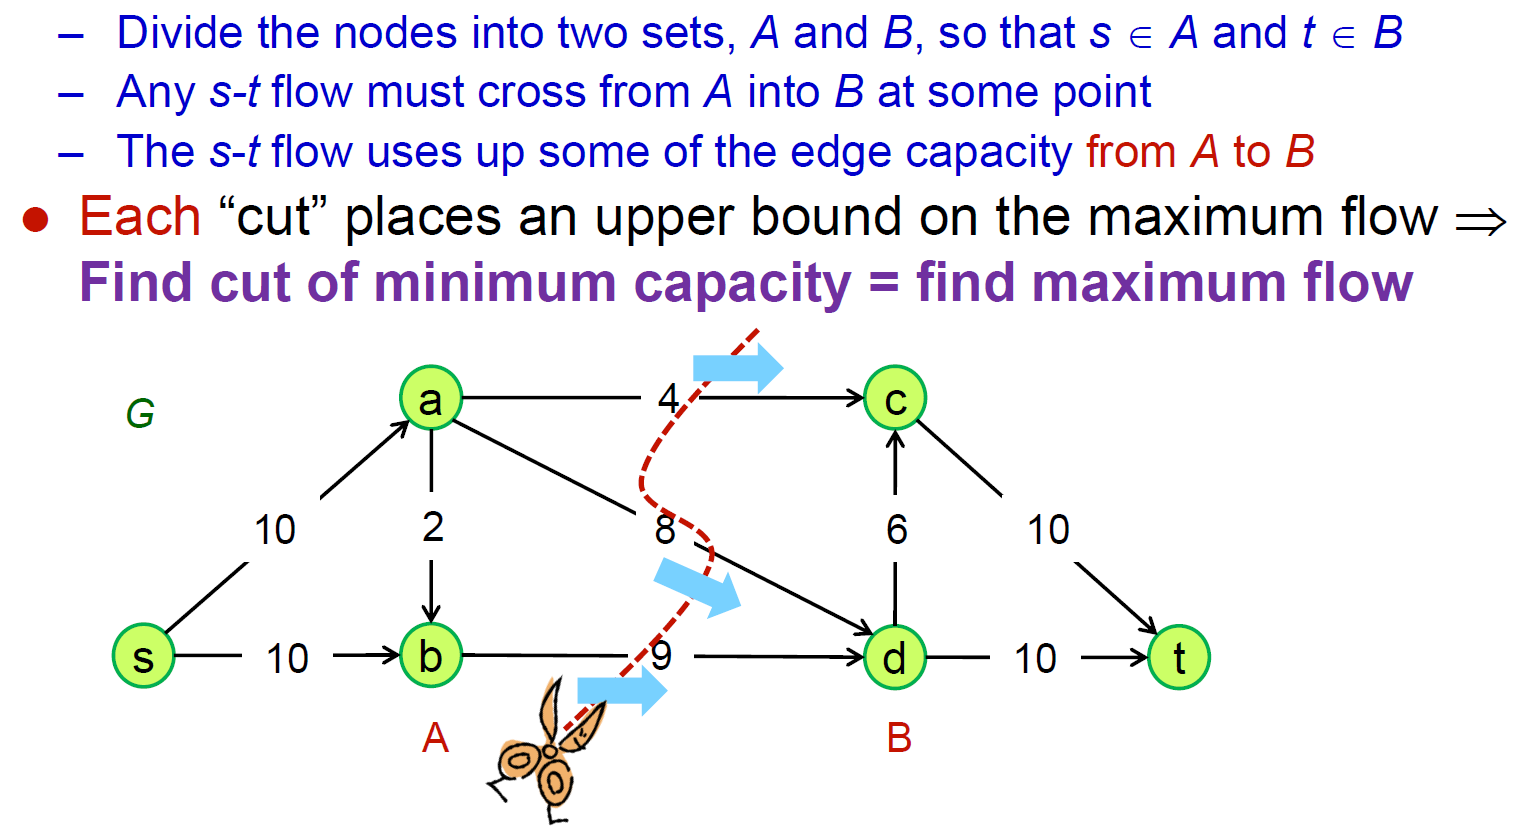 – Divide the nodes into two sets, A and B, so that s ∈ A and t ∈ B
– Any s-t flow must cross from A into B at some point
– The s-t flow uses up some of the edge capacity from A to B
● Each “cut” places an upper bound on the maximum flow ⇒
Find cut of minimum capacity = find maximum flow
G
a
4
c
10
2
8
6
10
s
10
b
9
d
10
t
A
B